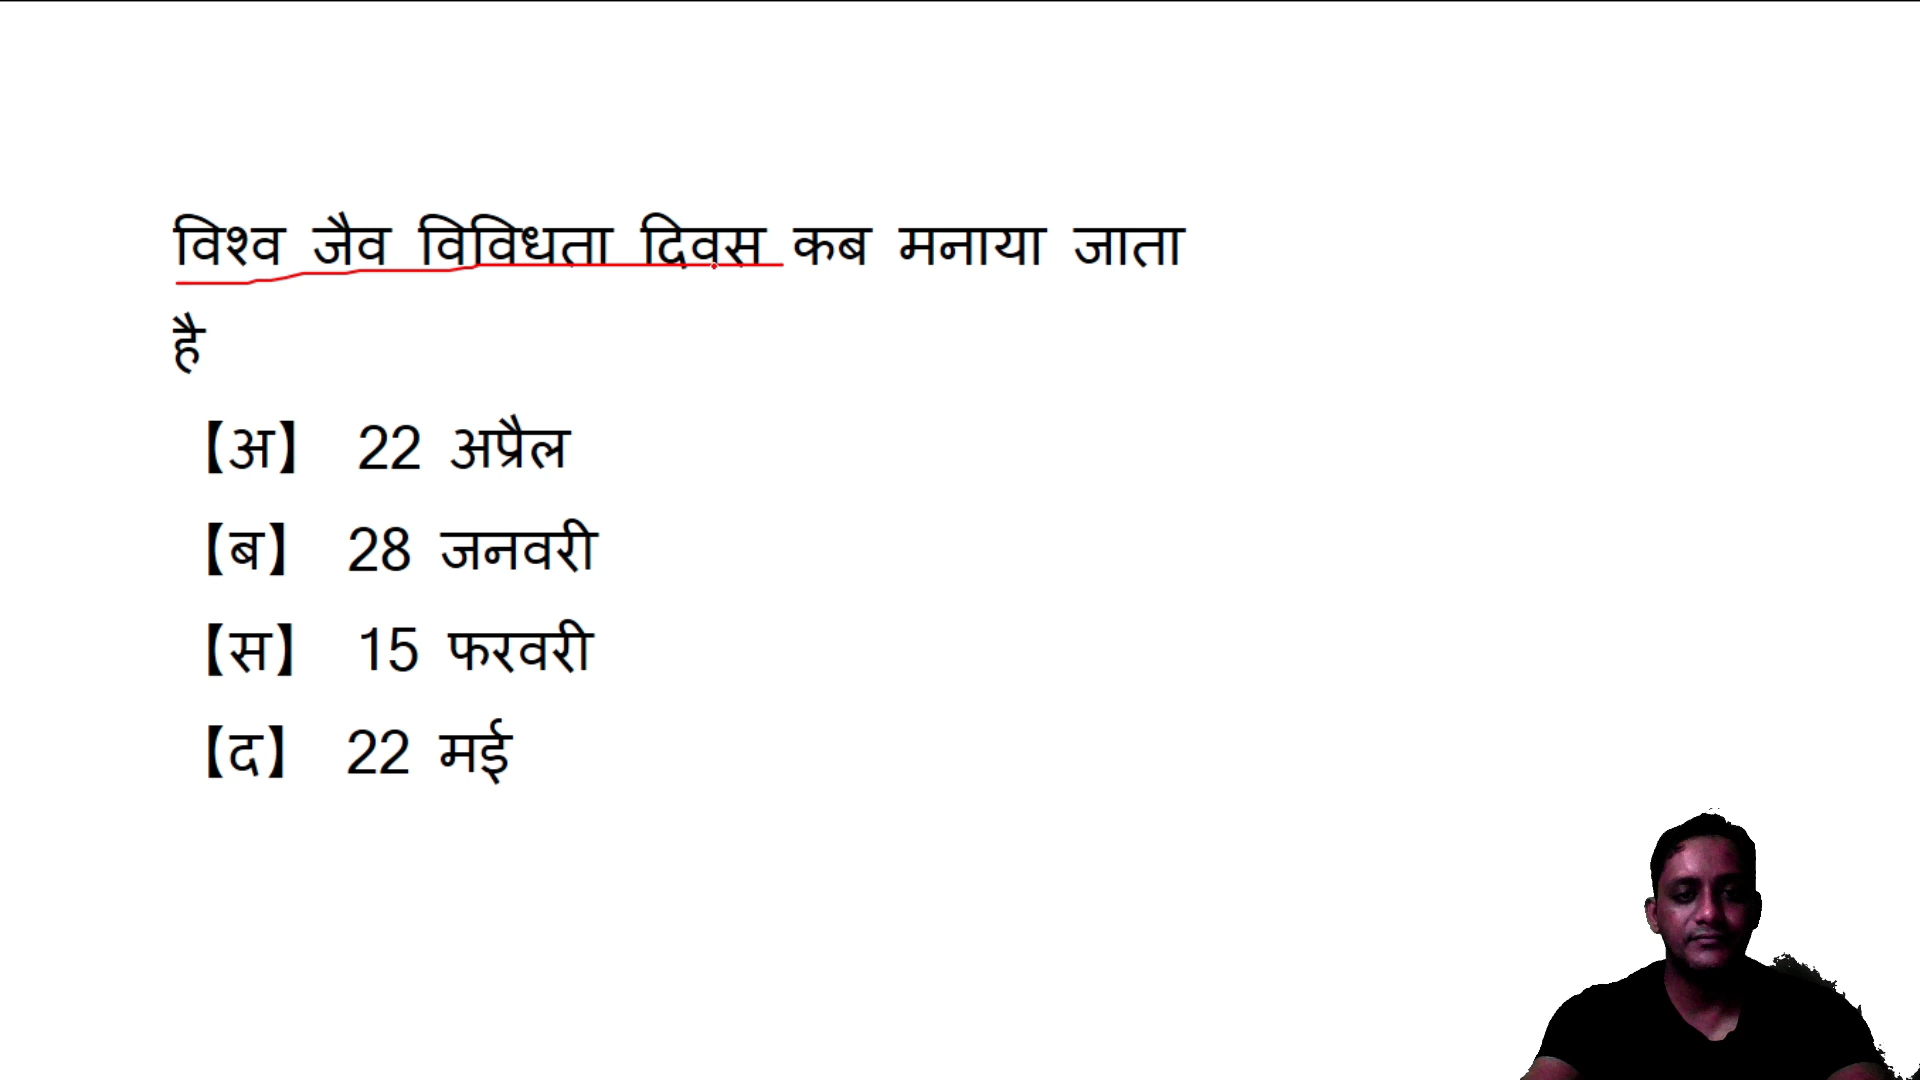 विश्व जैव विविधता दिवस कब मनाया जाता
है
【अ】 22 अप्रैल
【ब】 28 जनवरी
【स】 15 फरवरी
【द】 22 मई